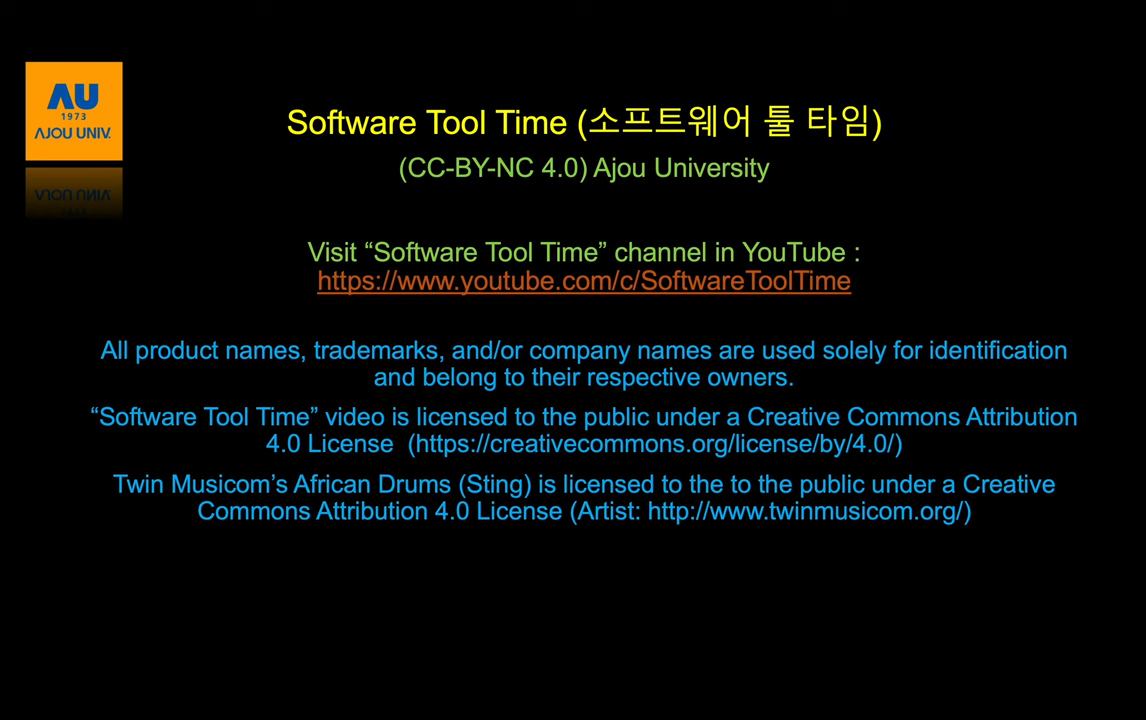 AU
1973
AJOU UNIV.
Software Tool Time (소프트웨어 툴 타임)
(CC-BY-NC 4.0) Ajou University
Visit “Software Tool Time” channel in YouTube :
https://www.youtube.com/c/SoftwareToolTime
All product names, trademarks, and/or company names are used solely for identification
and belong to their respective owners.
“Software Tool Time” video is licensed to the public under a Creative Commons Attribution
4.0 License  (https://creativecommons.org/license/by/4.0/)
Twin Musicom’s African Drums (Sting) is licensed to the to the public under a Creative
Commons Attribution 4.0 License (Artist: http://www.twinmusicom.org/)